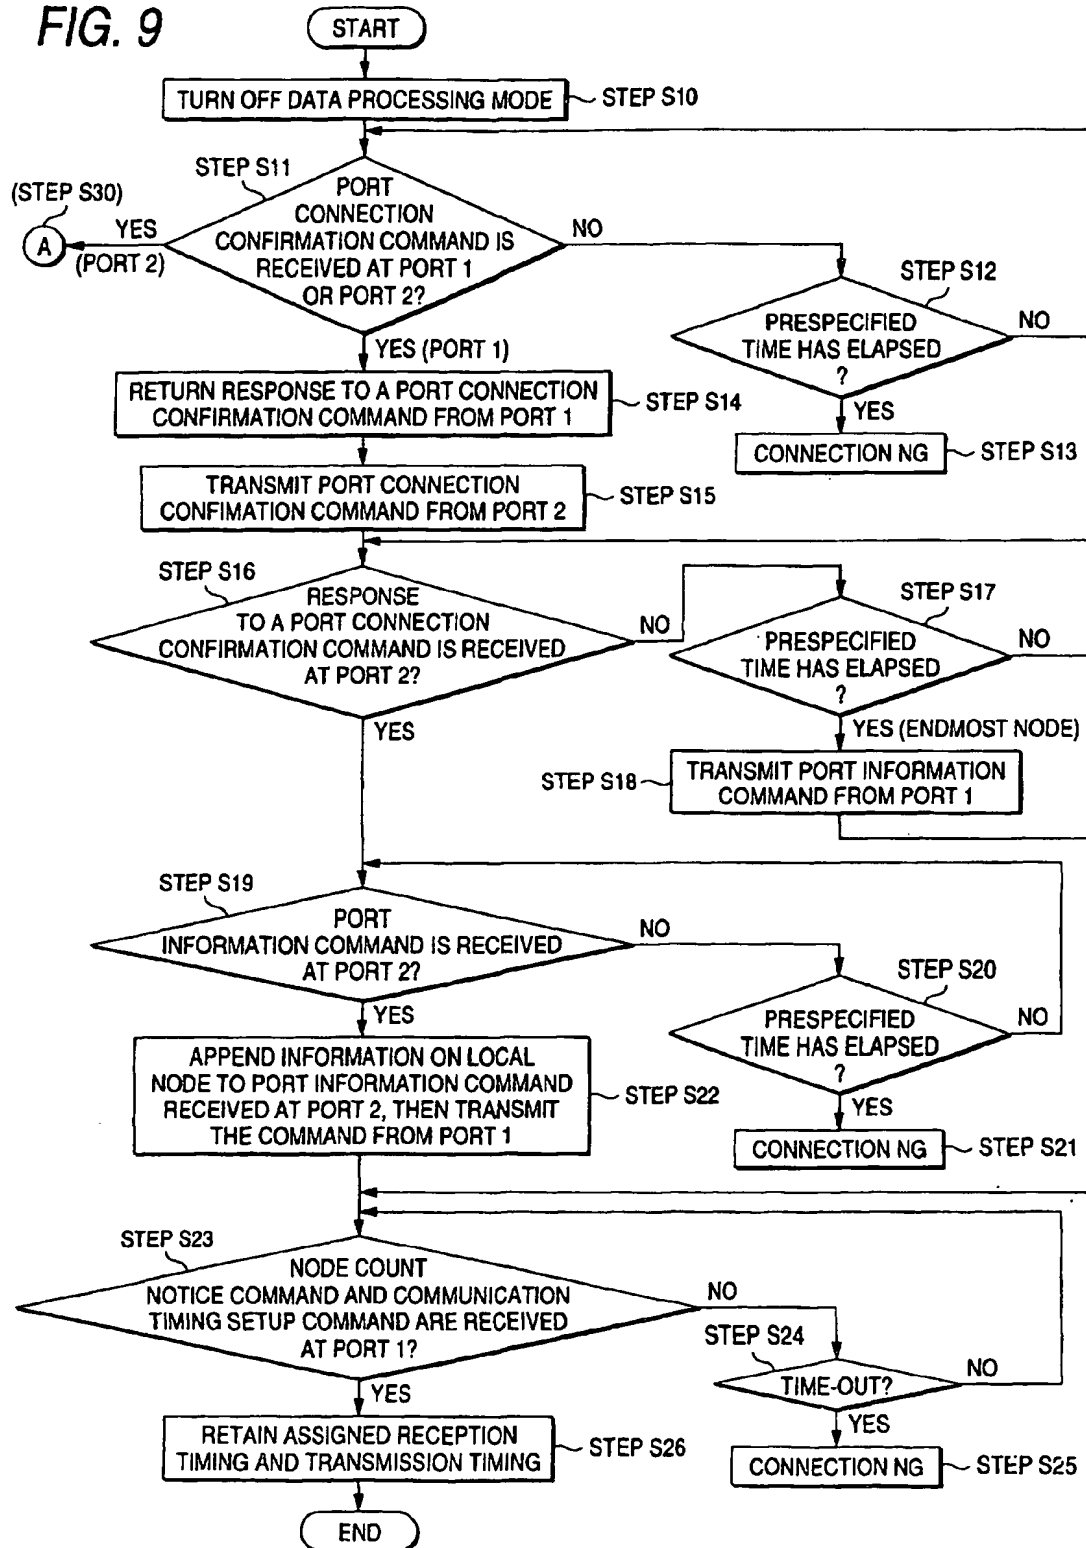 FIG. 9
START
TURN OFF DATA PROCESSING MODE
STEP S10
STEP S11
PORT
CONNECTION
CONFIRMATION COMMAND IS
RECEIVED AT PORT 1
OR PORT 2?
(STEP S30)
A
YES
(PORT 2)
NO
STEP S12
PRESPECIFIED
TIME HAS ELAPSED
?
NO
YES
CONNECTION NG
STEP S13
YES (PORT 1)
RETURN RESPONSE TO A PORT CONNECTION
CONFIRMATION COMMAND FROM PORT 1
STEP S14
TRANSMIT PORT CONNECTION
CONFIMATION COMMAND FROM PORT 2
STEP S15
STEP S16
RESPONSE
TO A PORT CONNECTION
CONFIRMATION COMMAND IS RECEIVED
AT PORT 2?
NO
STEP S17
PRESPECIFIED
TIME HAS ELAPSED
?
NO
YES (ENDMOST NODE)
YES
STEP S18
TRANSMIT PORT INFORMATION
COMMAND FROM PORT 1
STEP S19
PORT
INFORMATION COMMAND IS RECEIVED
AT PORT 2?
NO
STEP S20
PRESPECIFIED
TIME HAS ELAPSED
?
NO
YES
CONNECTION NG
STEP S21
YES
APPEND INFORMATION ON LOCAL
NODE TO PORT INFORMATION COMMAND
RECEIVED AT PORT 2, THEN TRANSMIT
THE COMMAND FROM PORT 1
STEP S22
STEP S23
NODE COUNT
NOTICE COMMAND AND COMMUNICATION
TIMING SETUP COMMAND ARE RECEIVED
AT PORT 1?
NO
STEP S24
TIME-OUT?
NO
YES
CONNECTION NG
STEP S25
YES
RETAIN ASSIGNED RECEPTION
TIMING AND TRANSMISSION TIMING
STEP S26
END